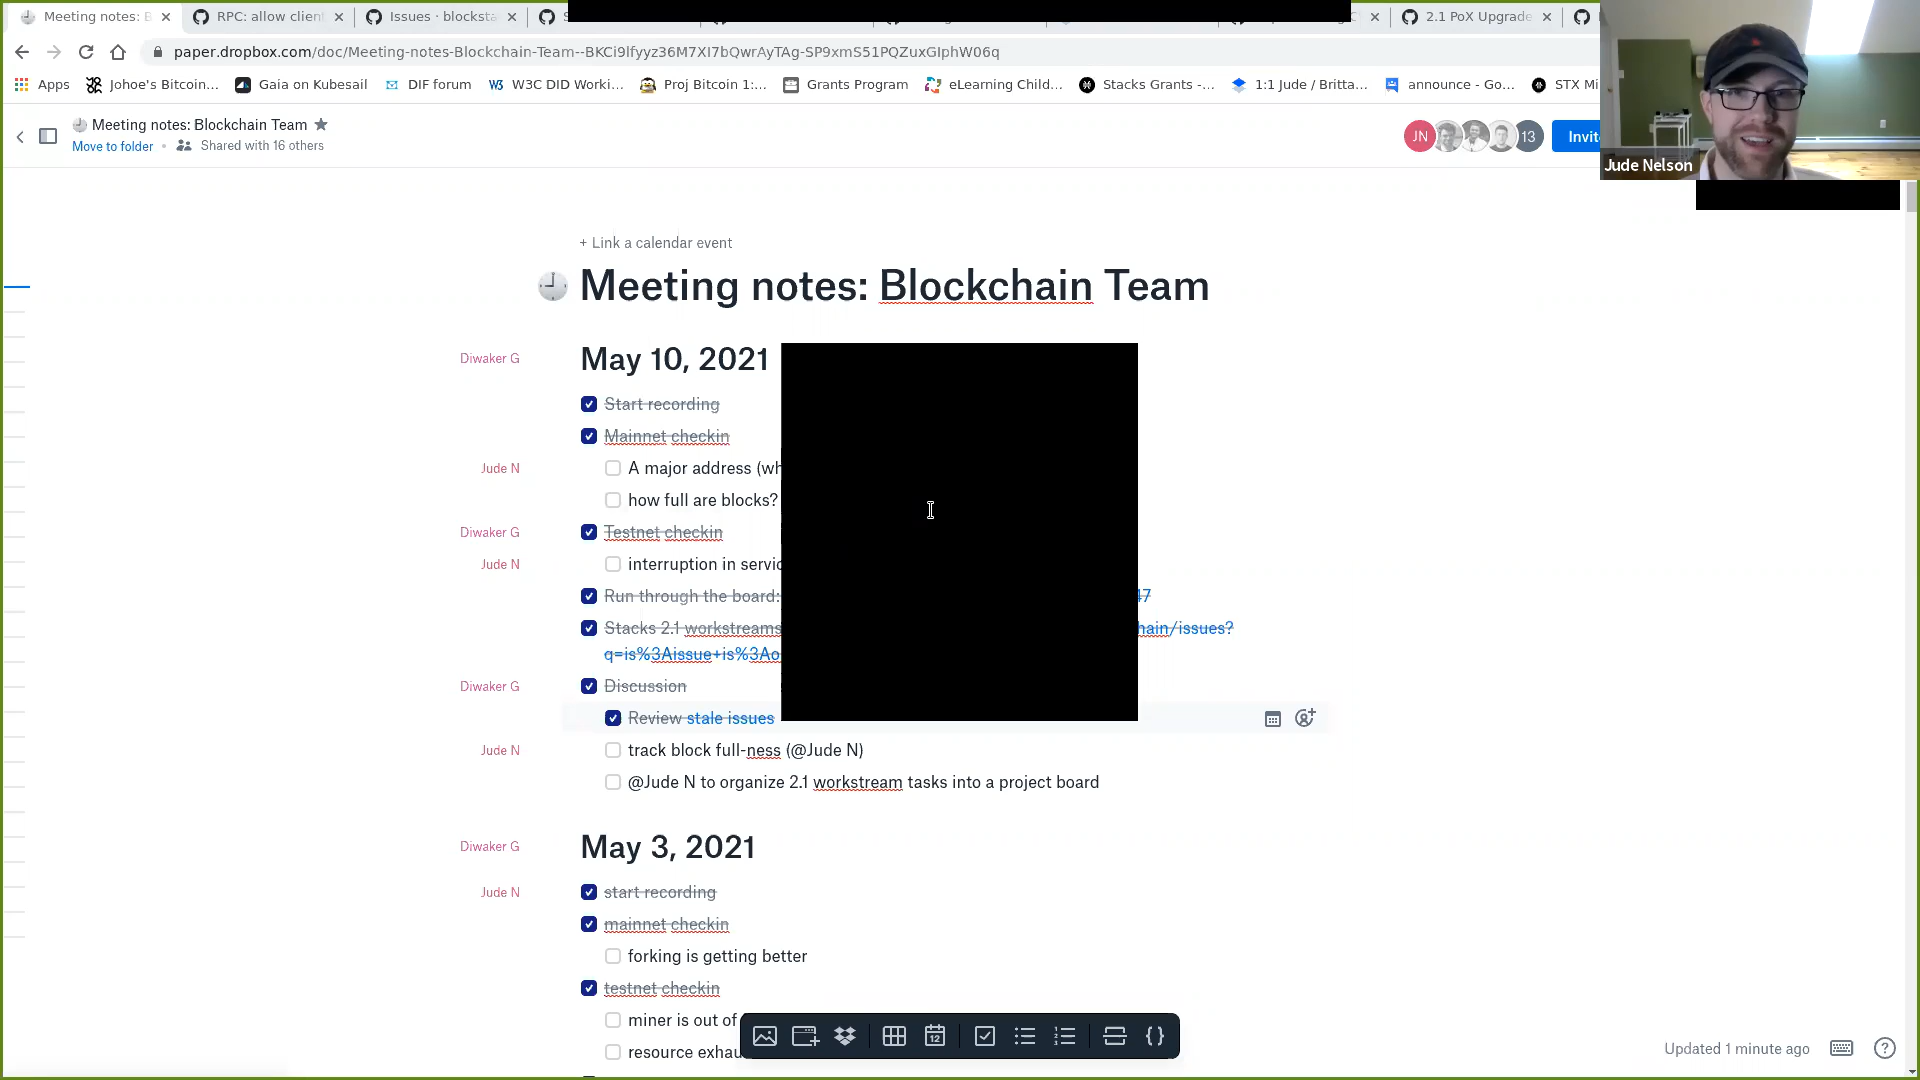 Meeting notes: B
RPC: allow client
Issues · blocksta
2.1 PoX Upgrade
paper.dropbox.com/doc/Meeting-notes-Blockchain-Team--BKCi9lfyyz36M7XI7bQwrAyTAg-SP9xmS51PQZuxGIphW06q
Apps
Johoe's Bitcoin...
Gaia on Kubesail
DIF forum
W3C DID Worki...
Proj Bitcoin 1:...
Grants Program
eLearning Child...
Stacks Grants -...
1:1 Jude / Britta...
announce - Go...
STX Mi
Meeting notes: Blockchain Team
Move to folder
Shared with 16 others
JN
13
Invite
Jude Nelson
+ Link a calendar event
Meeting notes: Blockchain Team
Diwaker G
May 10, 2021
Start recording
Mainnet checkin
Jude N
A major address (wh
how full are blocks?
Diwaker G
Testnet checkin
Jude N
interruption in servic
Run through the board:
47
Stacks 2.1 workstreams
hain/issues?
q=is%3Aissue+is%3Ao
Diwaker G
Discussion
Review stale issues
Jude N
track block full-ness (@Jude N)
@Jude N to organize 2.1 workstream tasks into a project board
Diwaker G
May 3, 2021
Jude N
start recording
mainnet checkin
forking is getting better
testnet checkin
miner is out of
resource exhau
12
Updated 1 minute ago